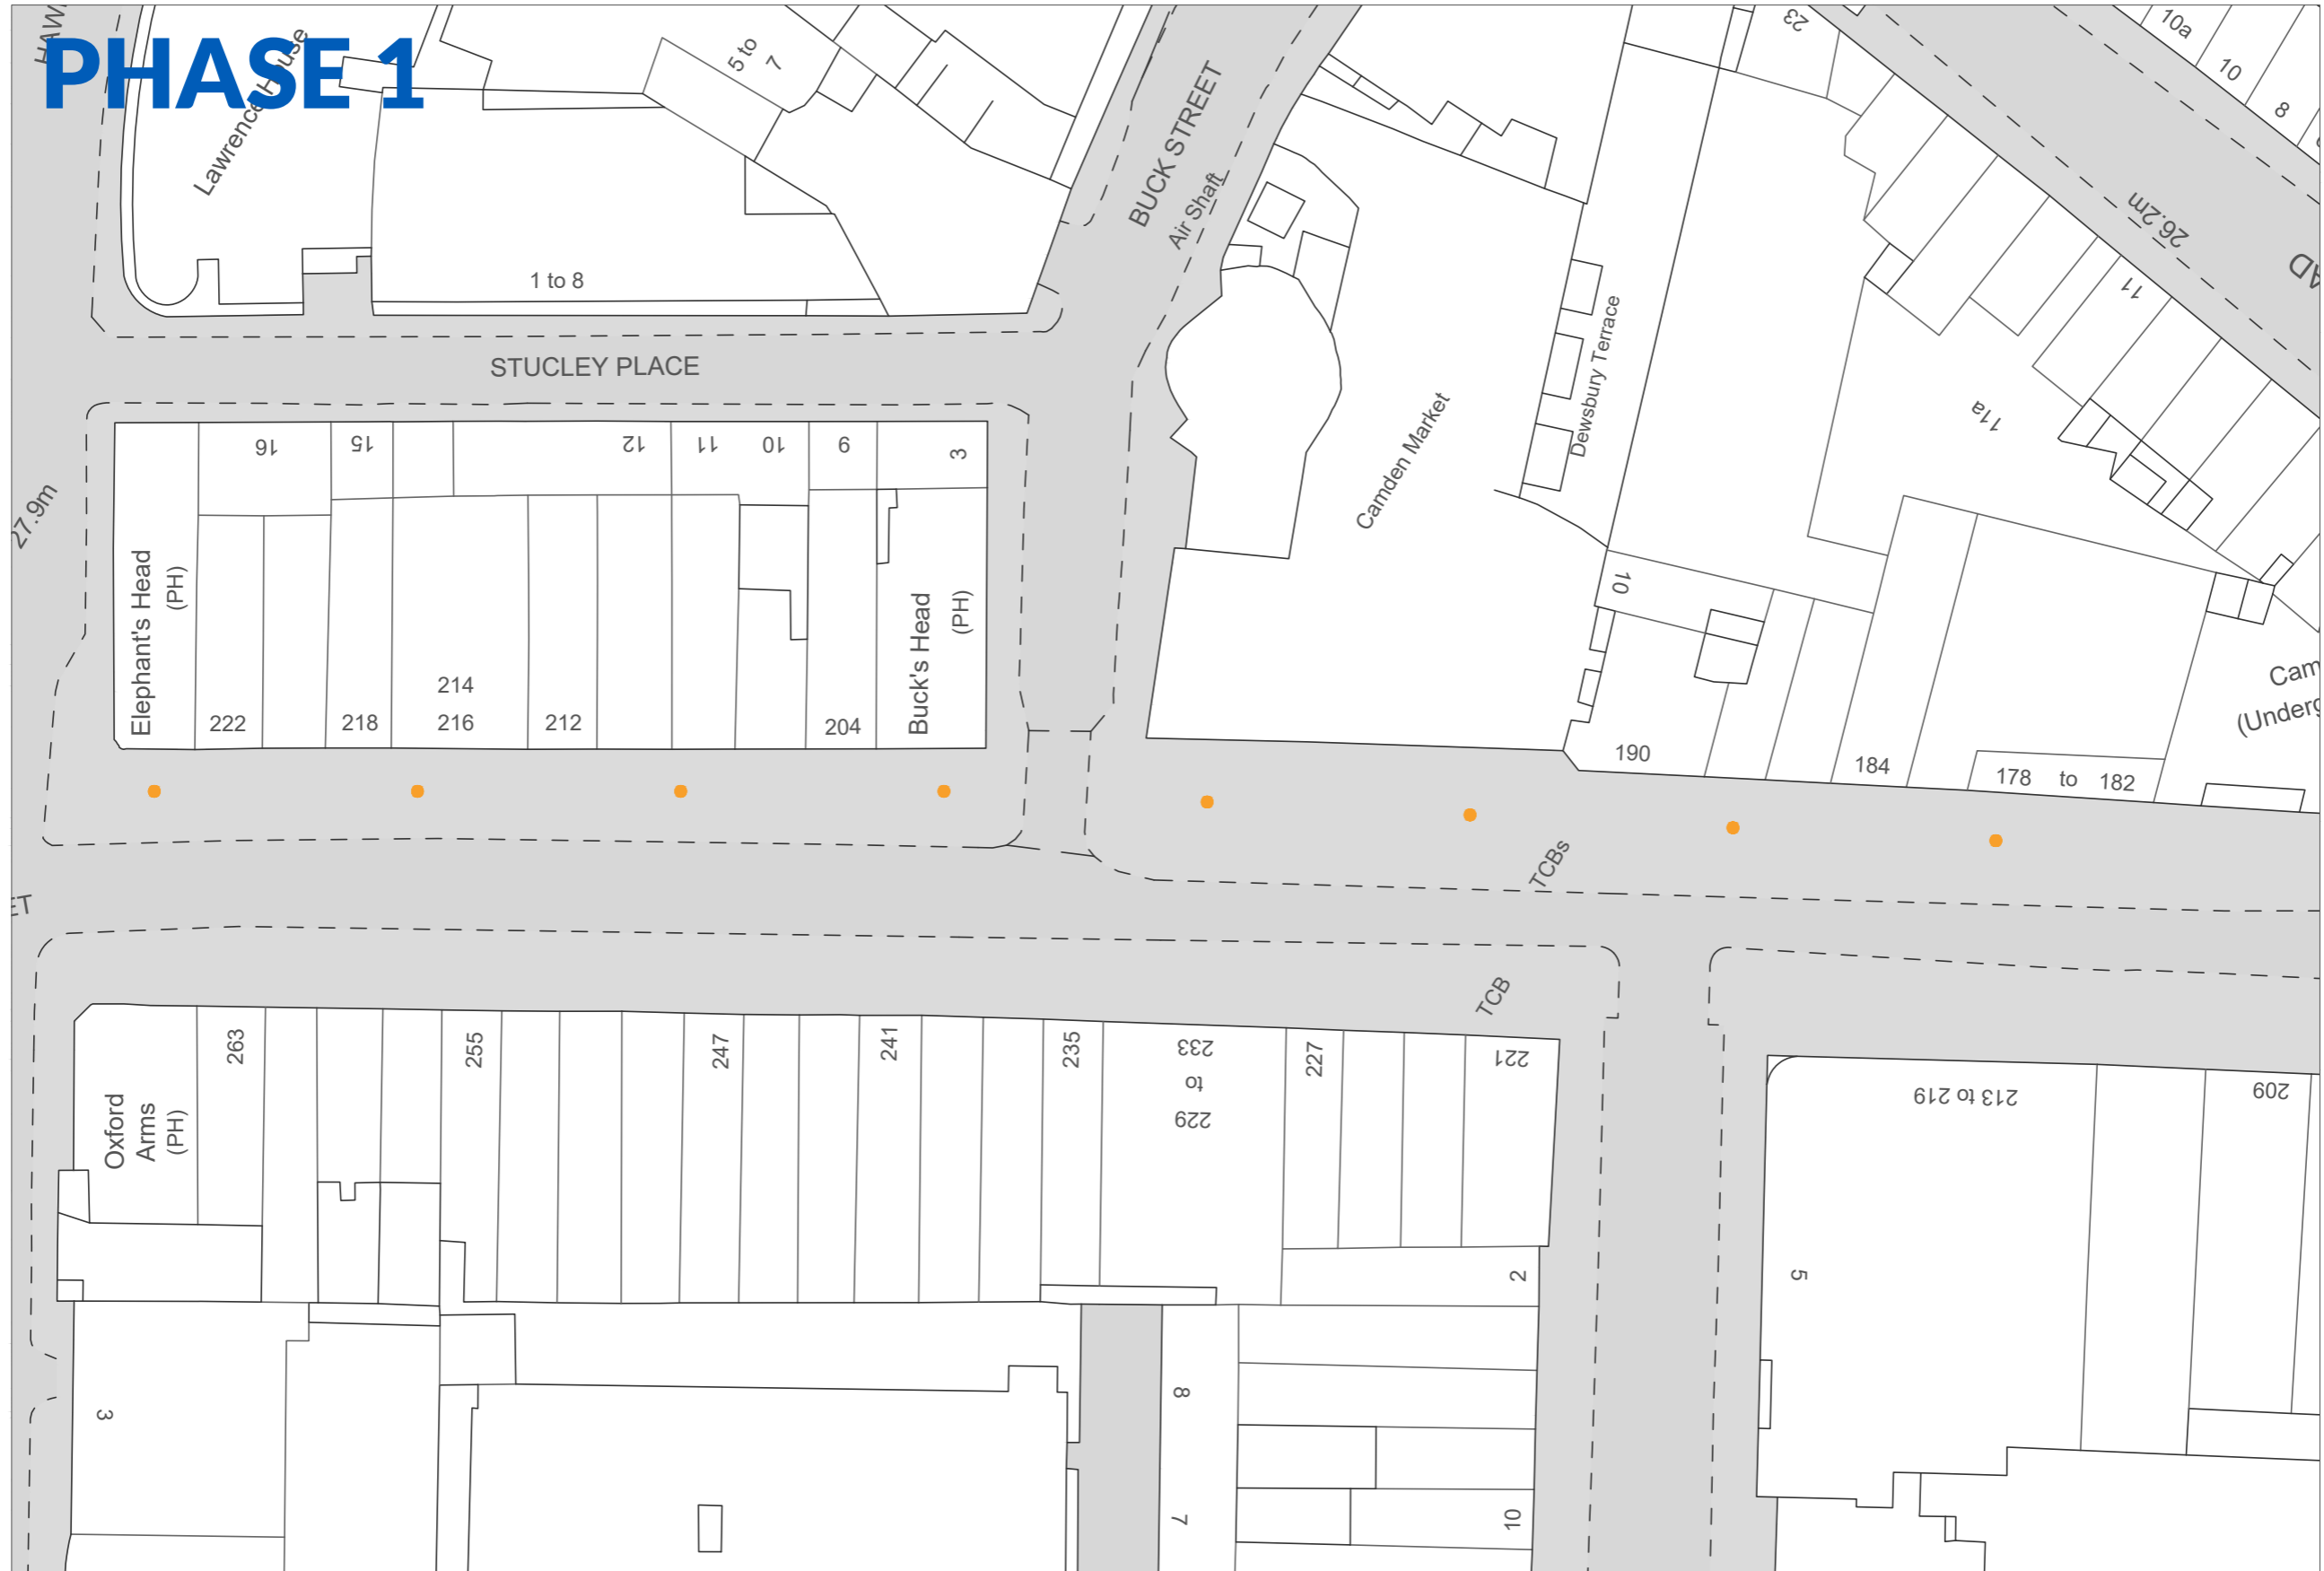 PHASE 1
Lawrence House
5 to
7
1 to 8
BUCK STREET
Air Shaft
23
10a
10
8
26.2m
11
11a
STUCLEY PLACE
Dewsbury Terrace
Camden Market
16
15
12
11
10
9
3
27.9m
Elephant's Head
(PH)
222
218
214
216
212
204
Buck's Head
(PH)
10
190
184
178 to 182
TCBs
TCB
Oxford
Arms
(PH)
263
255
247
241
235
233
to
229
227
221
213 to 219
209
2
5
3
8
7
10